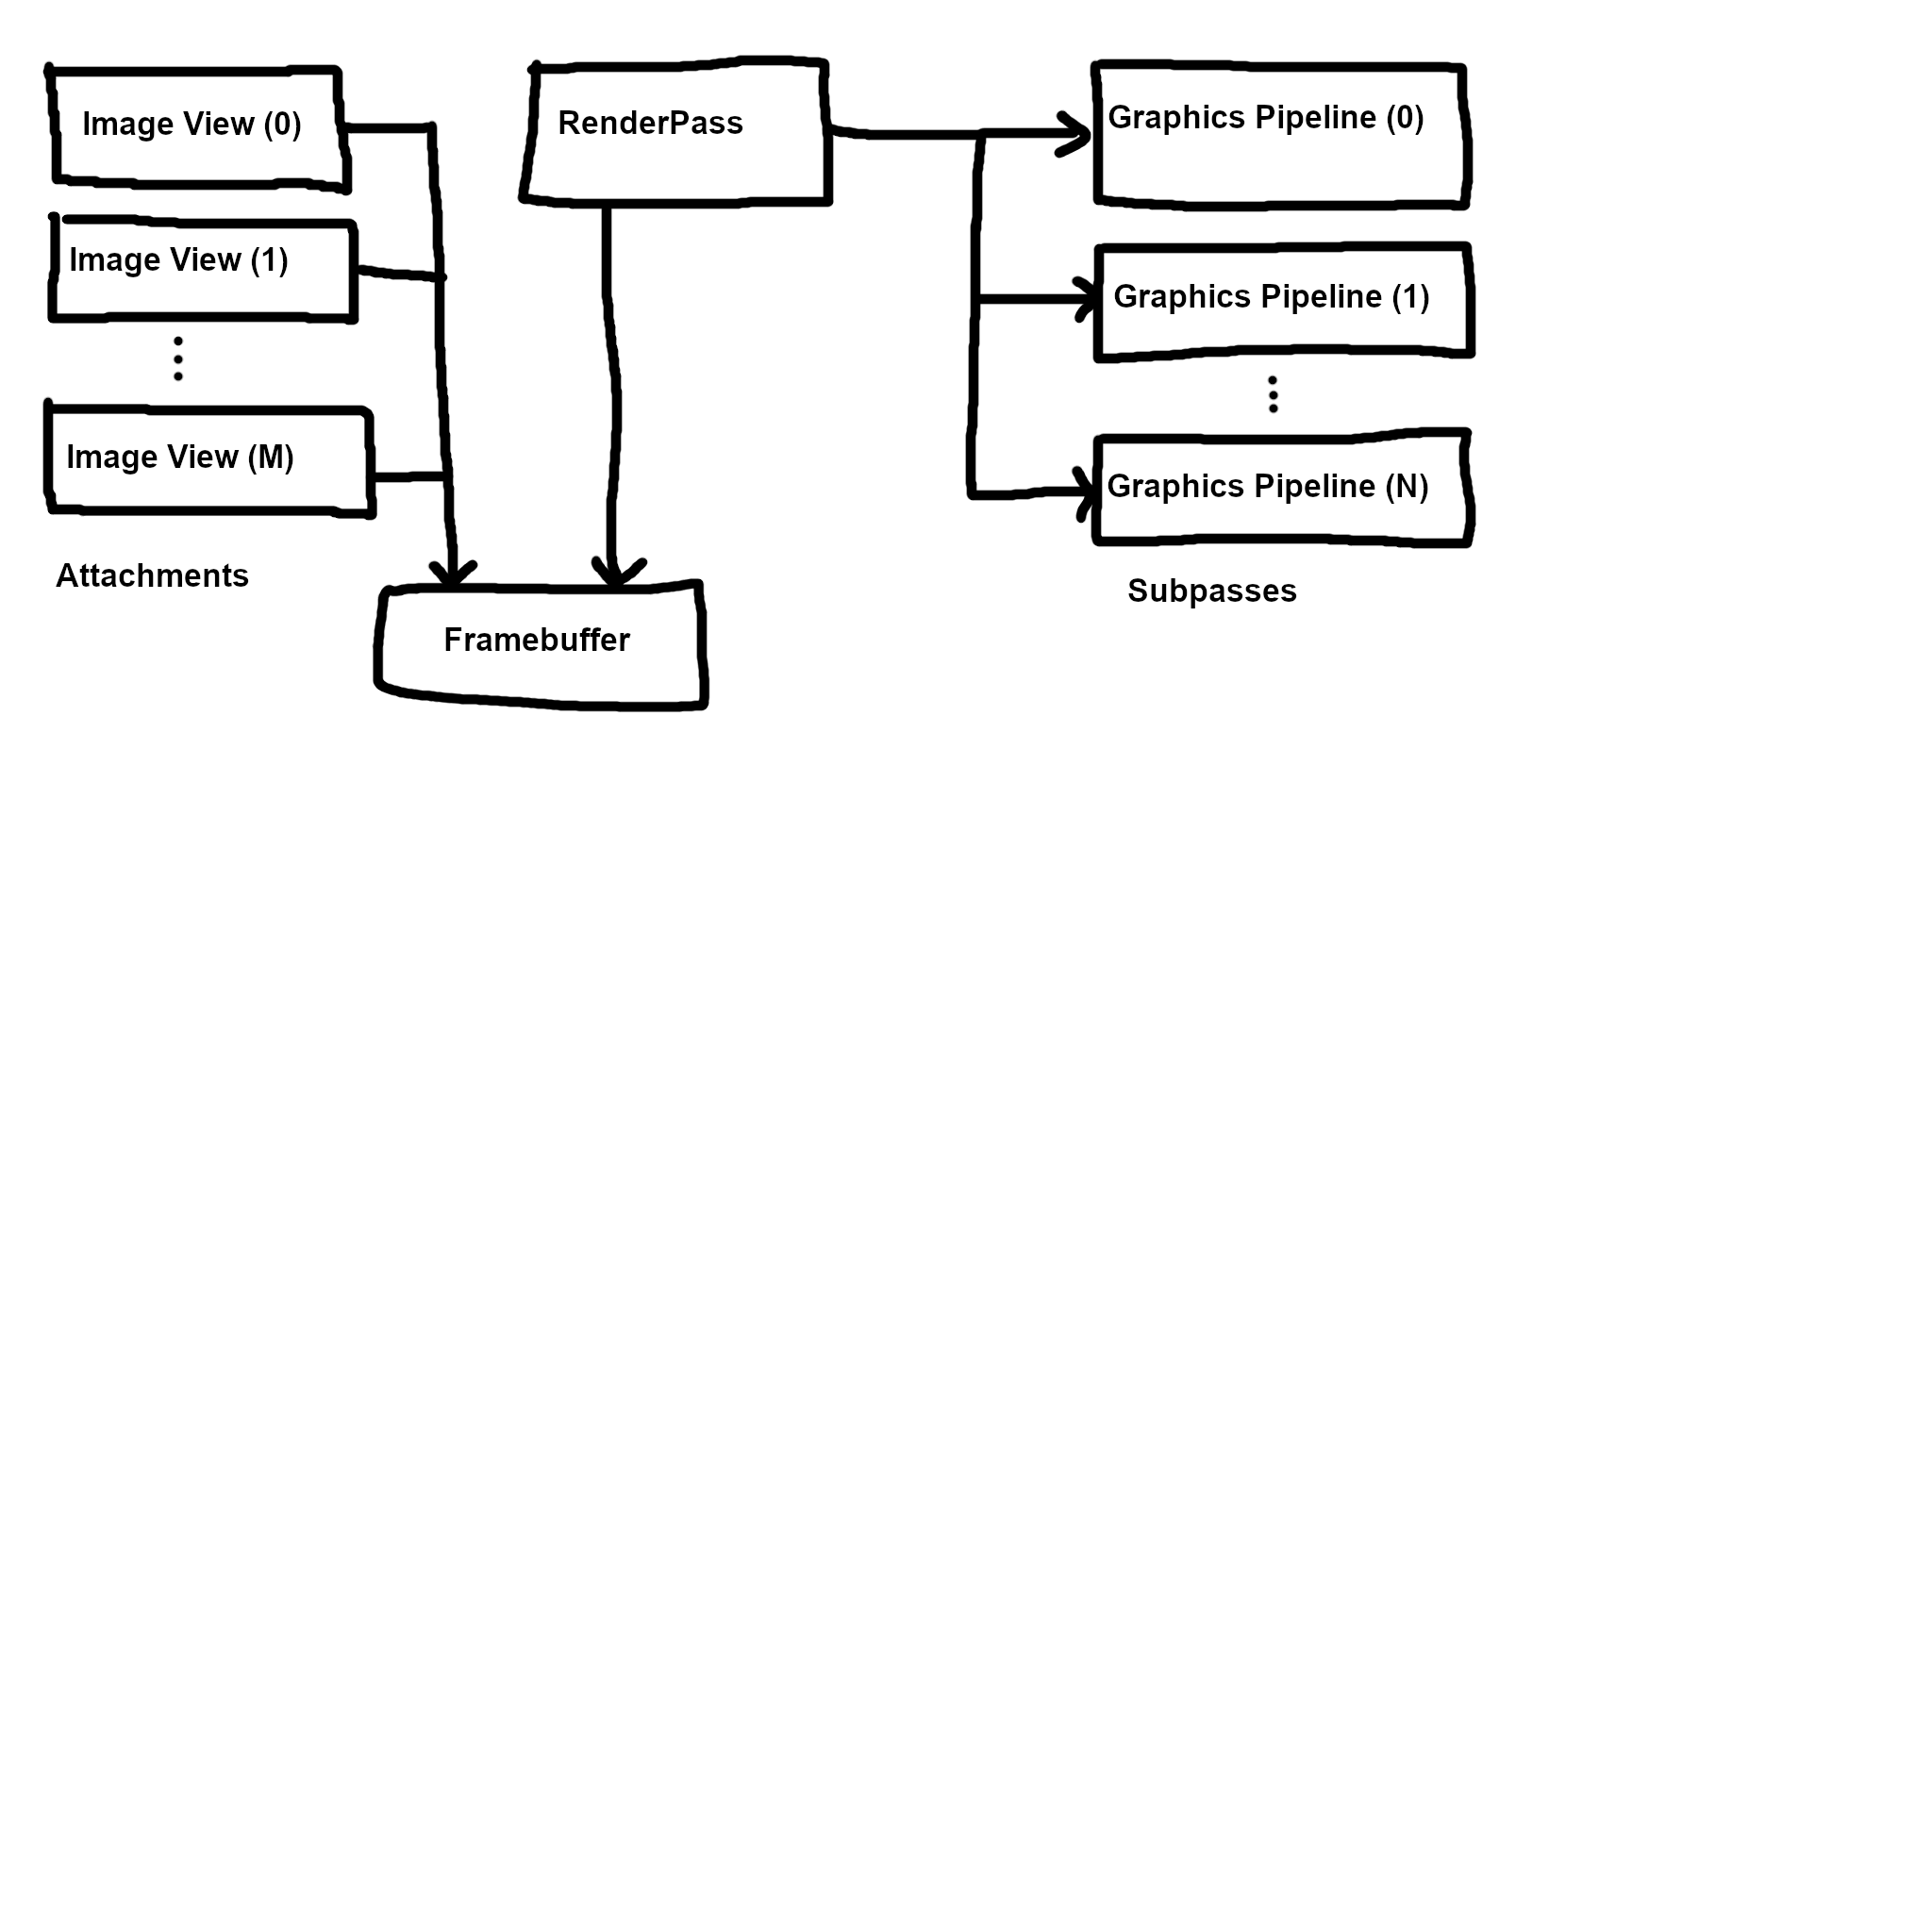 Image View (0)
Image View (1)
Image View (M)
Attachments
RenderPass
Framebuffer
Graphics Pipeline (0)
Graphics Pipeline (1)
Graphics Pipeline (N)
Subpasses